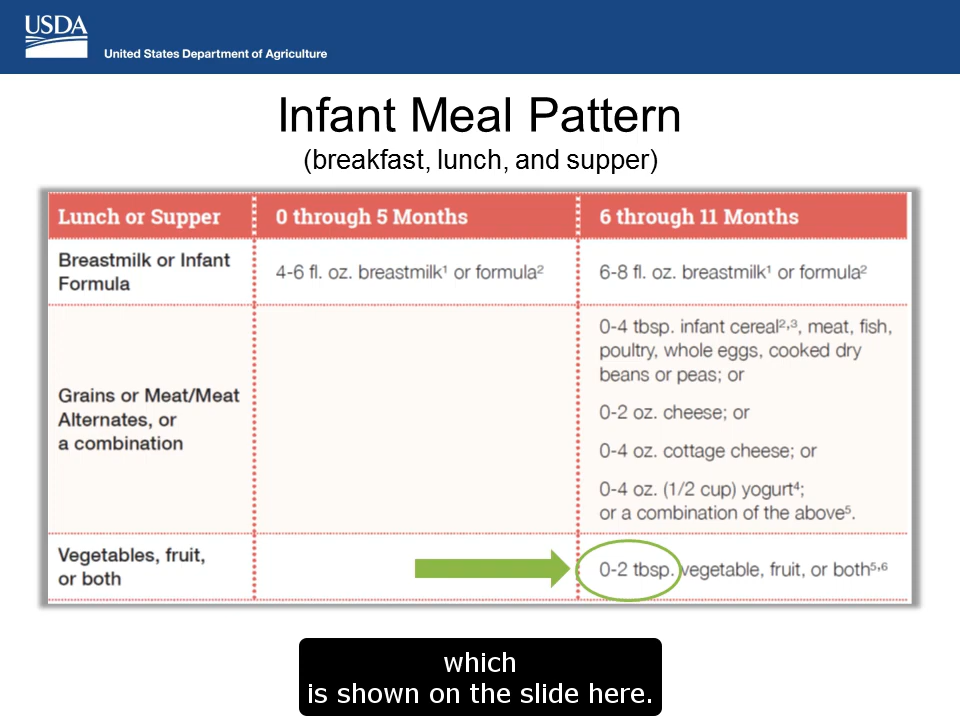 USDA
United States Department of Agriculture
Infant Meal Pattern
(breakfast, lunch, and supper)
Lunch or Supper
0 through 5 Months
6 through 11 Months
Breastmilk or Infant
Formula
4-6 fl. oz. breastmilk¹ or formula²
6-8 fl. oz. breastmilk¹ or formula²
Grains or Meat/Meat
Alternates, or
a combination
0-4 tbsp. infant cereal²,³, meat, fish,
poultry, whole eggs, cooked dry
beans or peas; or
0-2 oz. cheese; or
0-4 oz. cottage cheese; or
0-4 oz. (1/2 cup) yogurt⁴;
or a combination of the above⁵.
Vegetables, fruit,
or both
0-2 tbsp. vegetable, fruit, or both⁵,⁶
which
is shown on the slide here.